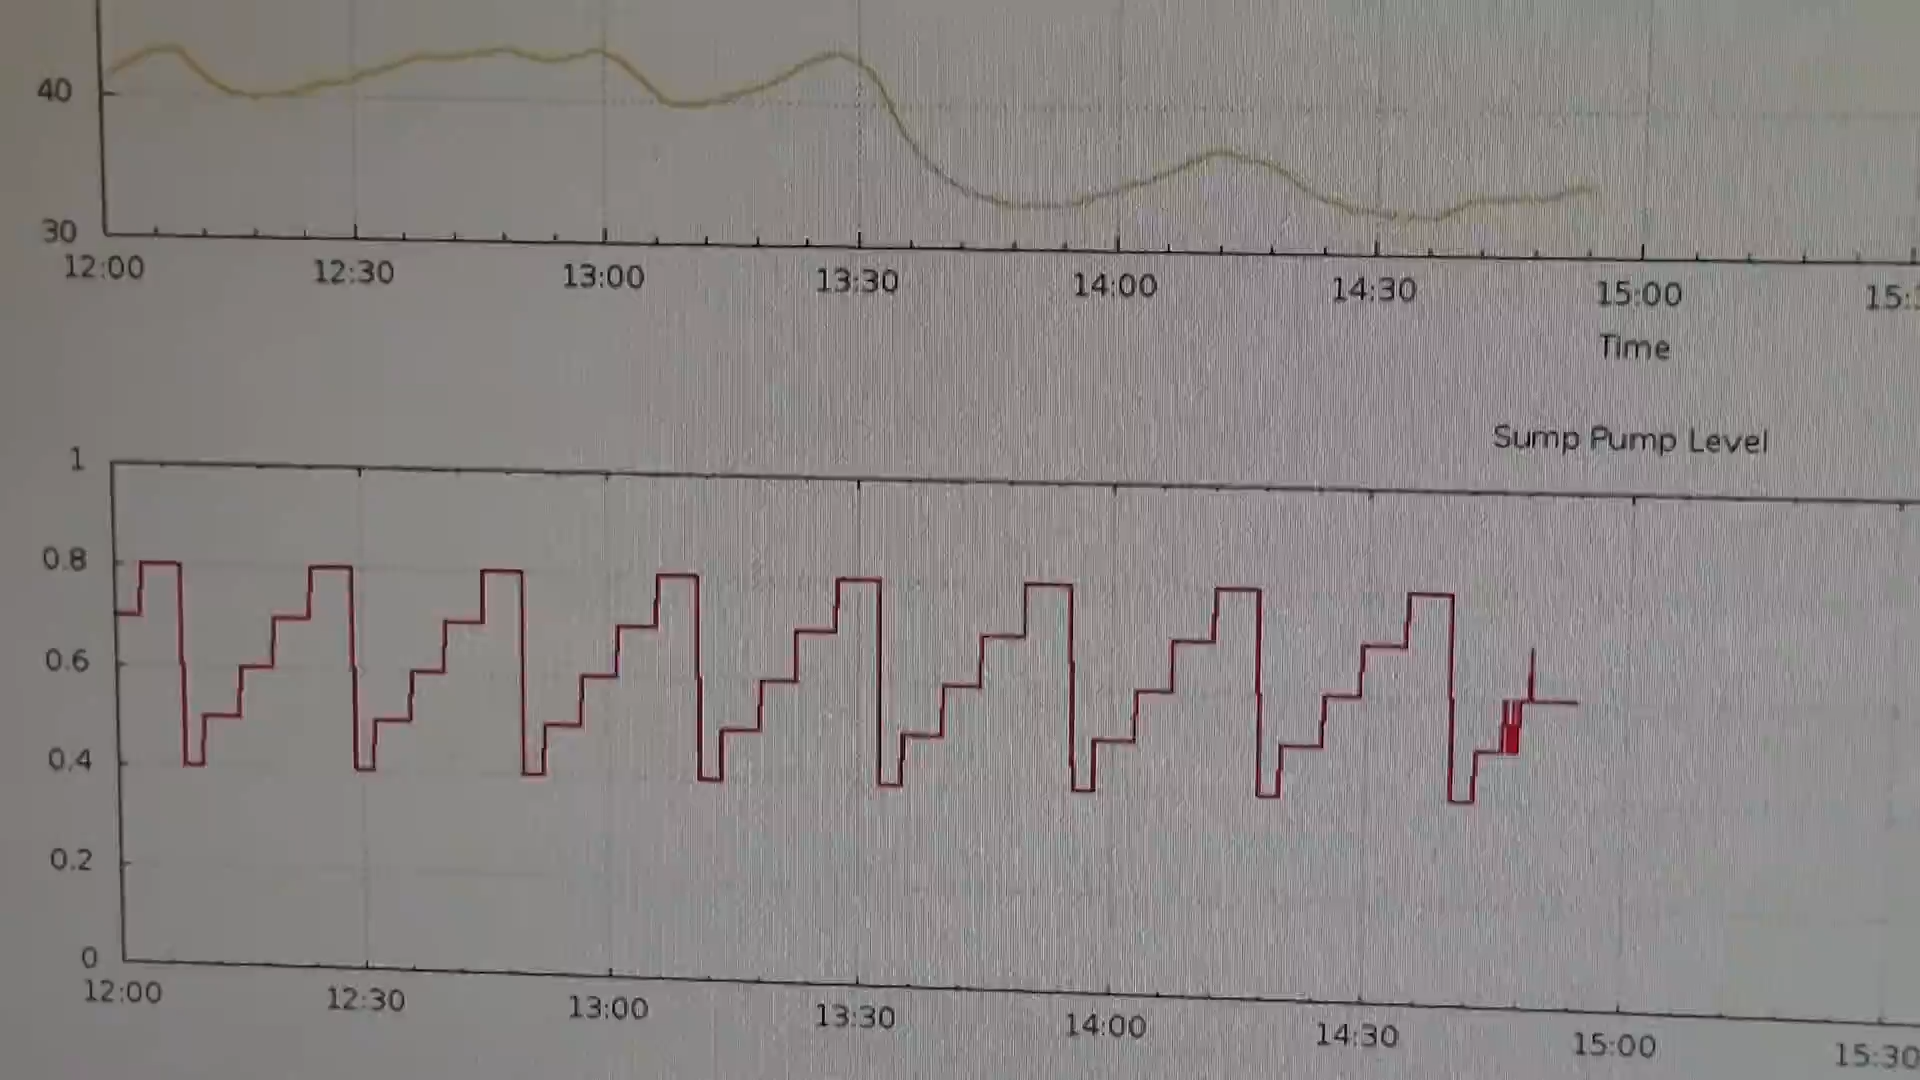 40
30
12:00 12:30 13:00 13:30 14:00 14:30 15:00 15:
Time
Sump Pump Level
1
0.8
0.6
0.4
0.2
0
12:00 12:30 13:00 13:30 14:00 14:30 15:00 15:30